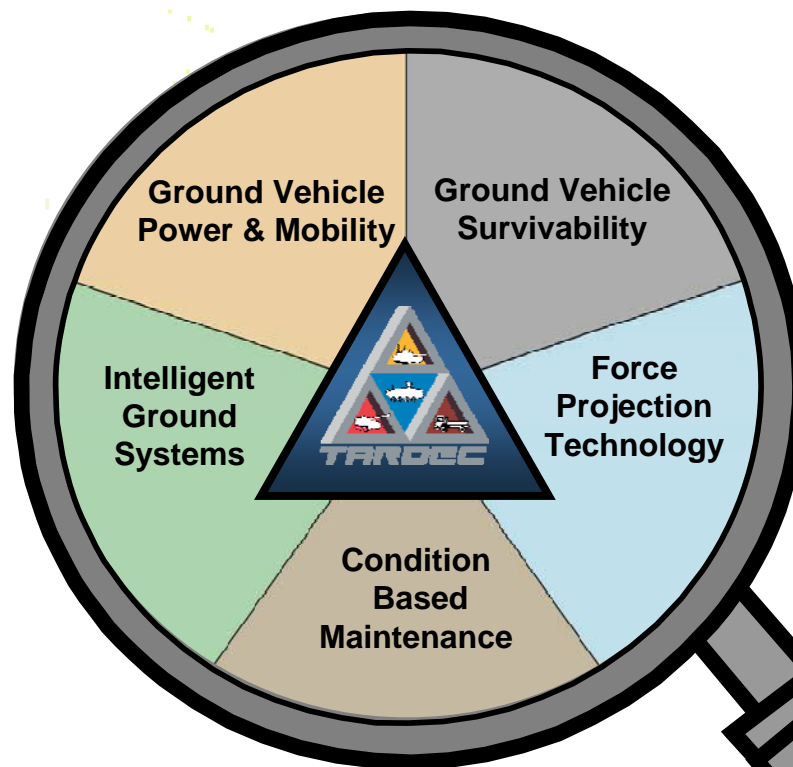 Ground Vehicle
Power & Mobility
Ground Vehicle
Survivability
Intelligent
Ground
Systems
Force
Projection
Technology
TARDEC
Condition
Based
Maintenance